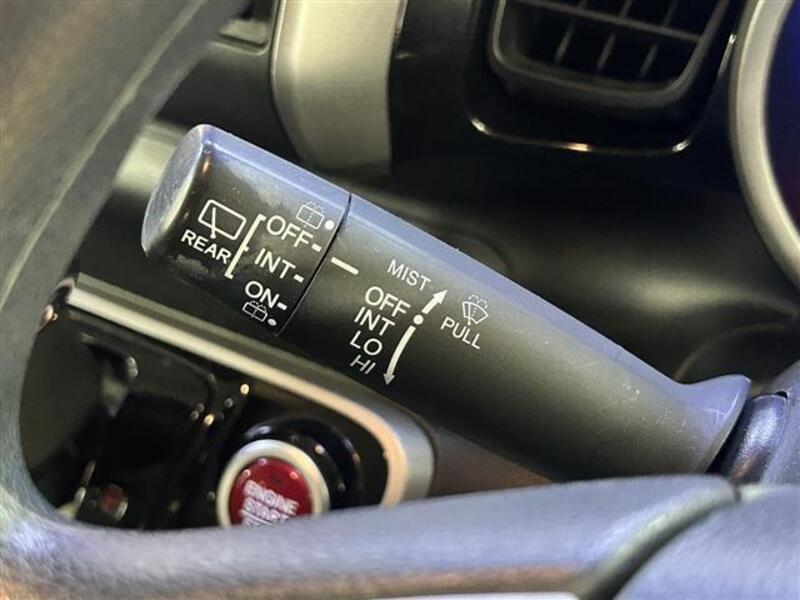 REAR
OFF
INT
ON
MIST
OFF
INT
LO
HI
PULL
ENGINE
START